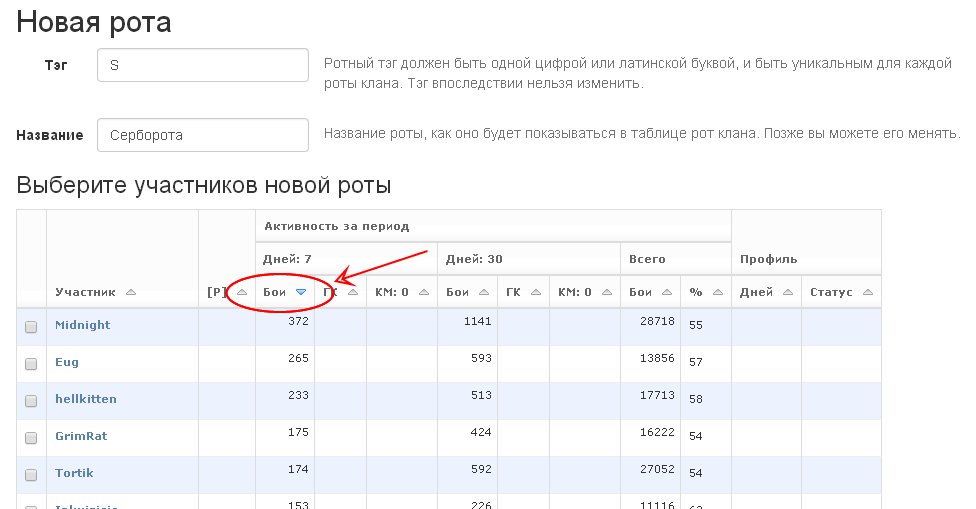 Новая рота
Тэг
S
Ротный тэг должен быть одной цифрой или латинской буквой, и быть уникальным для каждой
роты клана. Тэг впоследствии нельзя изменить.
Название
Серборота
Название роты, как оно будет показываться в таблице рот клана. Позже вы можете его менять.
Выберите участников новой роты
Активность за период
Дней: 7 Дней: 30 Всего Профиль
Участник [Р] Бои ГК КМ: 0 Бои ГК КМ: 0 Бои % Дней Статус
Midnight 372 1141 28718 55
Eug 265 593 13856 57
hellkitten 233 513 17713 58
GrimRat 175 424 16222 54
Tortik 174 592 27052 54
153 226 11116